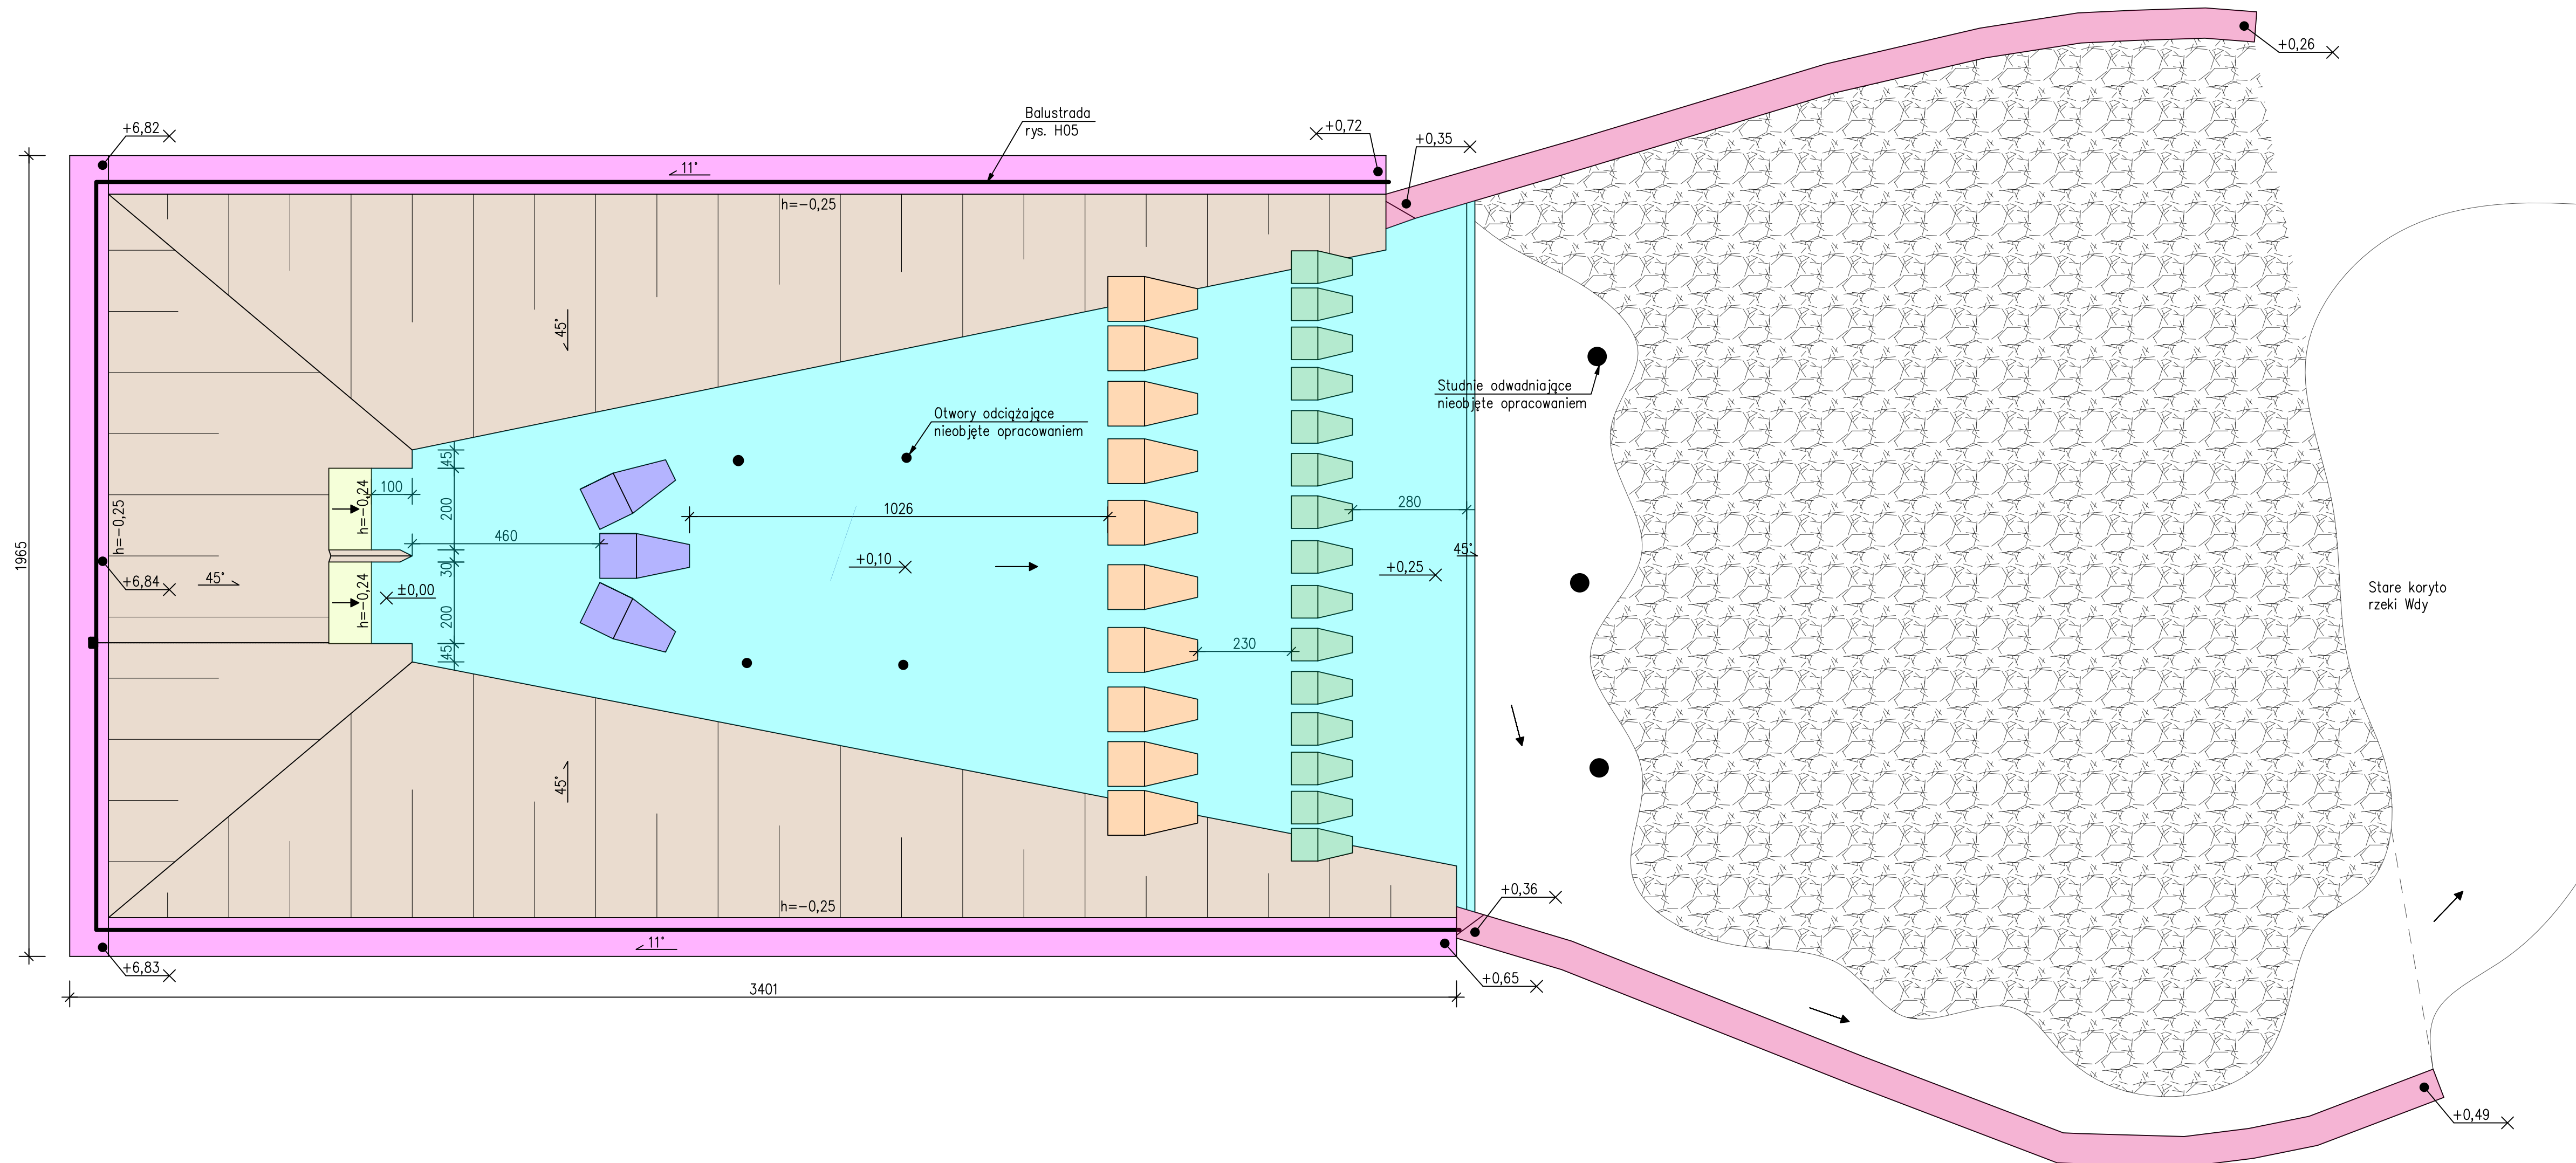 +0,26
Balustrada
rys. H05
+6,82
+0,72
+0,35
11°
h=-0,25
45°
Studnie odwadniające
nieobjęte opracowaniem
Otwory odciążające
nieobjęte opracowaniem
45
100
h=-0,24
200
1026
280
h=-0,25
460
45°
1965
+0,10
+0,25
30
+6,84
45°
±0,00
h=-0,24
Stare koryto
rzeki Wdy
200
230
45
45°
+0,36
h=-0,25
11°
+6,83
+0,65
3401
+0,49